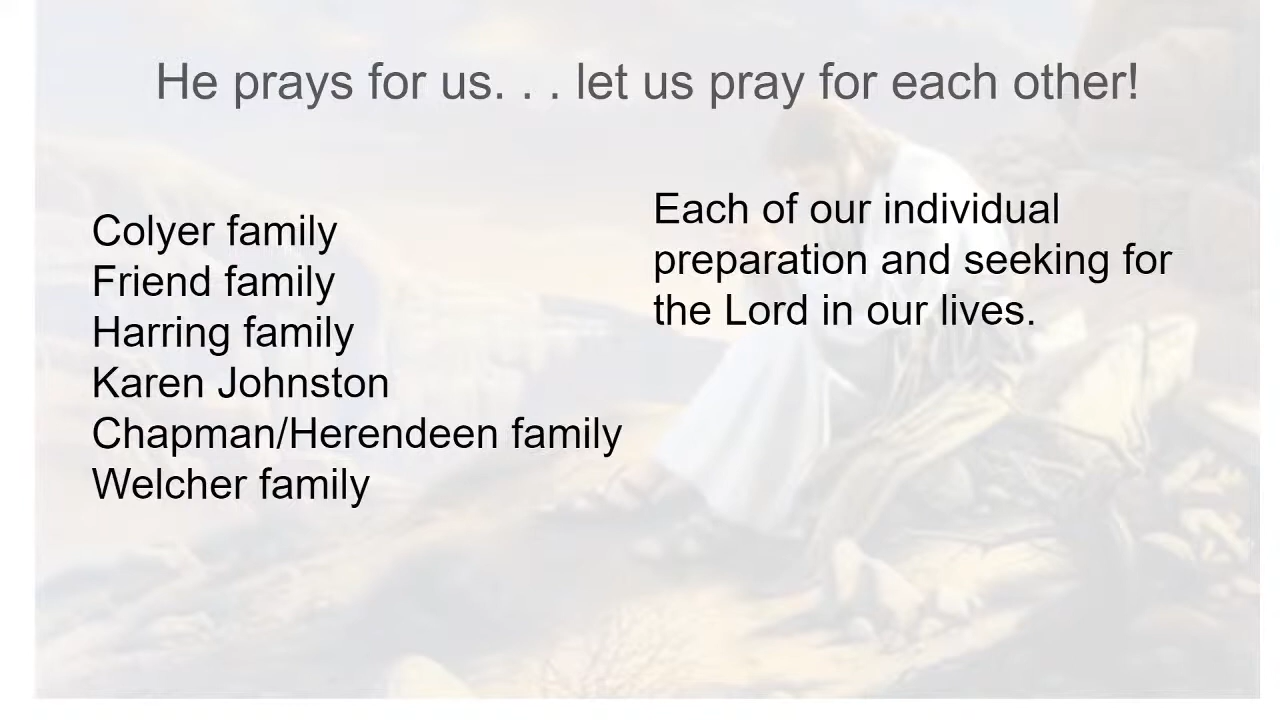 He prays for us. . . let us pray for each other!
Colyer family
Friend family
Harring family
Karen Johnston
Chapman/Herendeen family
Welcher family
Each of our individual
preparation and seeking for
the Lord in our lives.